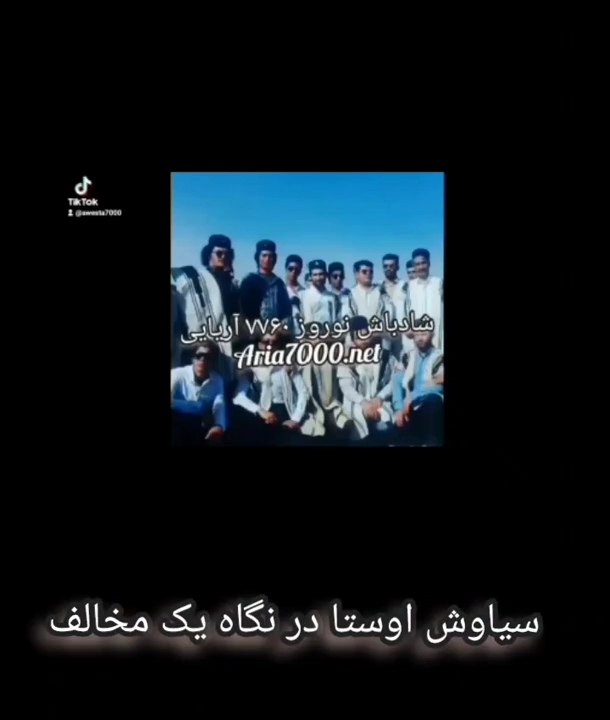 TikTok
@awesta7000
شادباش نوروز ۷۷۶۰ آریایی
Aria7000.net
سیاوش اوستا در نگاه یک مخالف